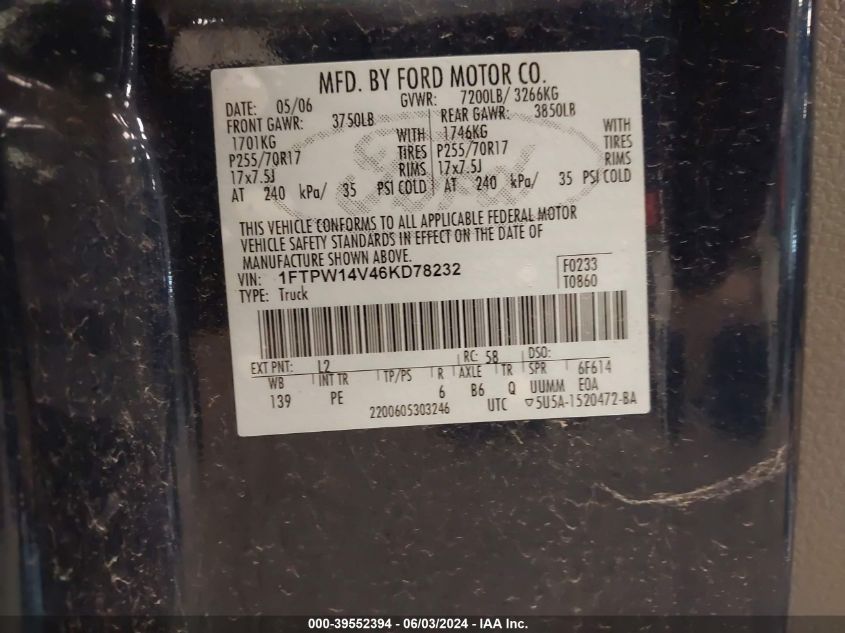 MFD. BY FORD MOTOR CO.
DATE: 05/06 GVWR: 7200LB/ 3266KG
FRONT GAWR: 3750LB REAR GAWR: 3850LB
1701KG WITH 1746KG WITH
P255/70R17 TIRES P255/70R17 TIRES
17x7.5J RIMS 17x7.5J RIMS
AT 240 kPa/ 35 PSI COLD AT 240 kPa/ 35 PSI COLD
Ford
THIS VEHICLE CONFORMS TO ALL APPLICABLE FEDERAL MOTOR
VEHICLE SAFETY STANDARDS IN EFFECT ON THE DATE OF
MANUFACTURE SHOWN ABOVE.
VIN: 1FTPW14V46KD78232 F0233
TYPE: Truck T0860
EXT PNT: L2 RC: 58 DSO:
WB INT TR TP/PS R AXLE TR SPR 6F614
139 PE 6 B6 Q UUMM E0A
2200605303246 UTC ▽5U5A-1520472-BA
000-39552394 - 06/03/2024 - IAA Inc.